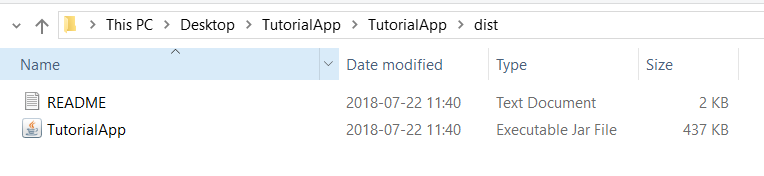 This PC > Desktop > TutorialApp > TutorialApp > dist
Name Date modified Type Size
README 2018-07-22 11:40 Text Document 2 KB
TutorialApp 2018-07-22 11:40 Executable Jar File 437 KB